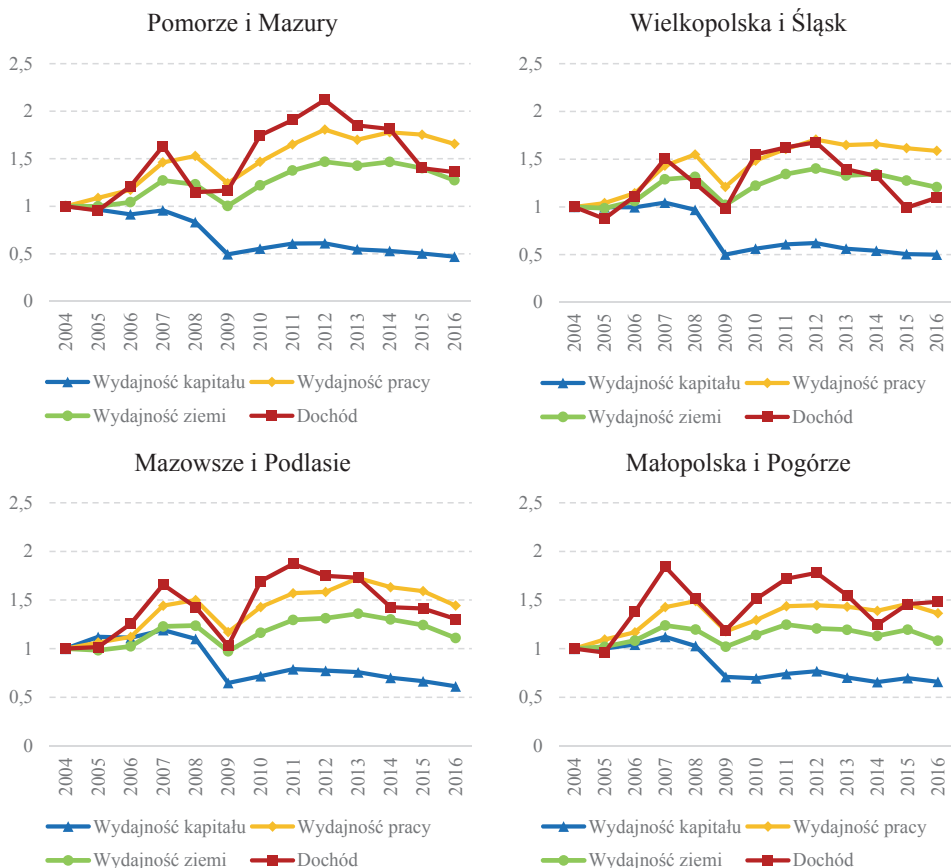 Pomorze i Mazury
2,5
2
1,5
1
0,5
0
2004 2005 2006 2007 2008 2009 2010 2011 2012 2013 2014 2015 2016
Wydajność kapitału Wydajność pracy
Wydajność ziemi Dochód
Wielkopolska i Śląsk
2,5
2
1,5
1
0,5
0
2004 2005 2006 2007 2008 2009 2010 2011 2012 2013 2014 2015 2016
Wydajność kapitału Wydajność pracy
Wydajność ziemi Dochód
Mazowsze i Podlasie
2,5
2
1,5
1
0,5
0
2004 2005 2006 2007 2008 2009 2010 2011 2012 2013 2014 2015 2016
Wydajność kapitału Wydajność pracy
Wydajność ziemi Dochód
Małopolska i Pogórze
2,5
2
1,5
1
0,5
0
2004 2005 2006 2007 2008 2009 2010 2011 2012 2013 2014 2015 2016
Wydajność kapitału Wydajność pracy
Wydajność ziemi Dochód